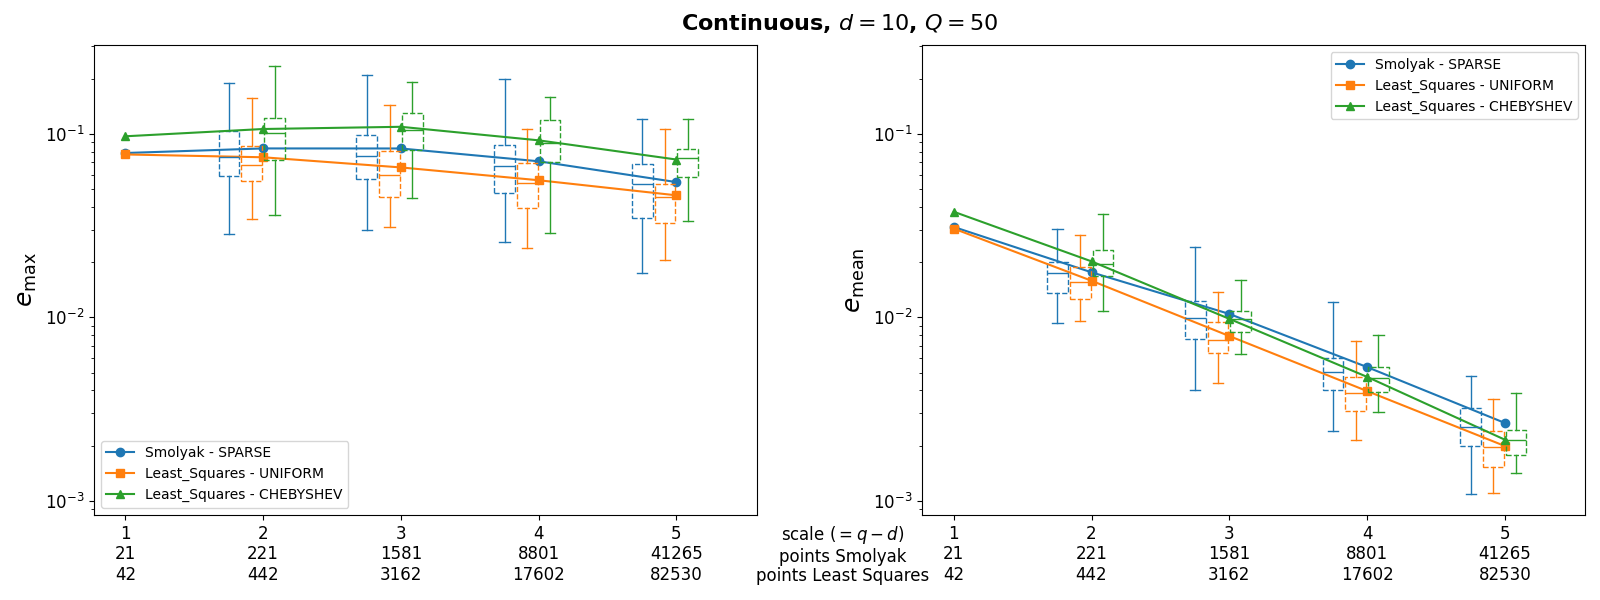 Continuous, d = 10, Q = 50
e_max
10^{-1}
10^{-2}
10^{-3}
Smolyak - SPARSE
Least_Squares - UNIFORM
Least_Squares - CHEBYSHEV
1 2 3 4 5
21 221 1581 8801 41265
42 442 3162 17602 82530
scale (= q − d)
points Smolyak
points Least Squares
e_mean
10^{-1}
10^{-2}
10^{-3}
Smolyak - SPARSE
Least_Squares - UNIFORM
Least_Squares - CHEBYSHEV
1 2 3 4 5
21 221 1581 8801 41265
42 442 3162 17602 82530